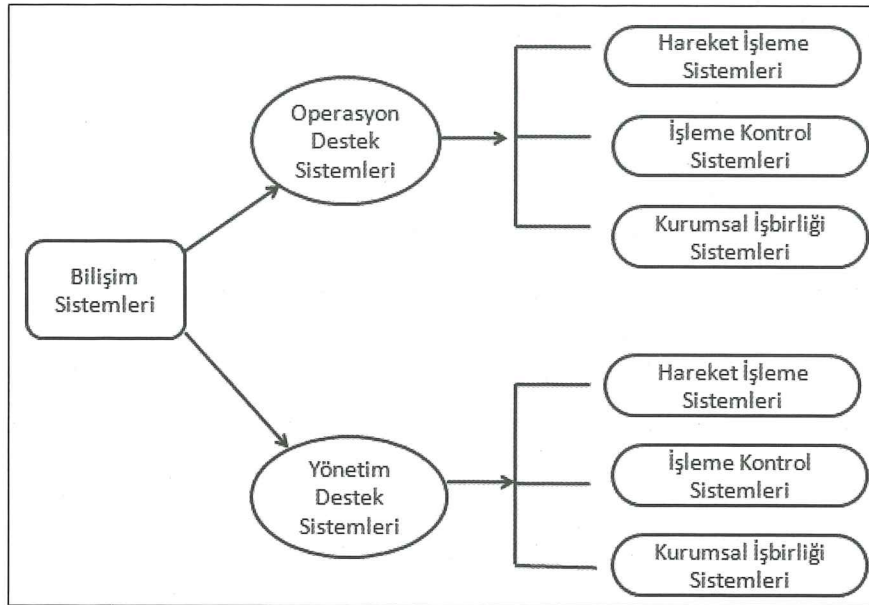 Hareket İşleme
Sistemleri
Operasyon
Destek
Sistemleri
İşleme Kontrol
Sistemleri
Kurumsal İşbirliği
Sistemleri
Bilişim
Sistemleri
Hareket İşleme
Sistemleri
Yönetim
Destek
Sistemleri
İşleme Kontrol
Sistemleri
Kurumsal İşbirliği
Sistemleri